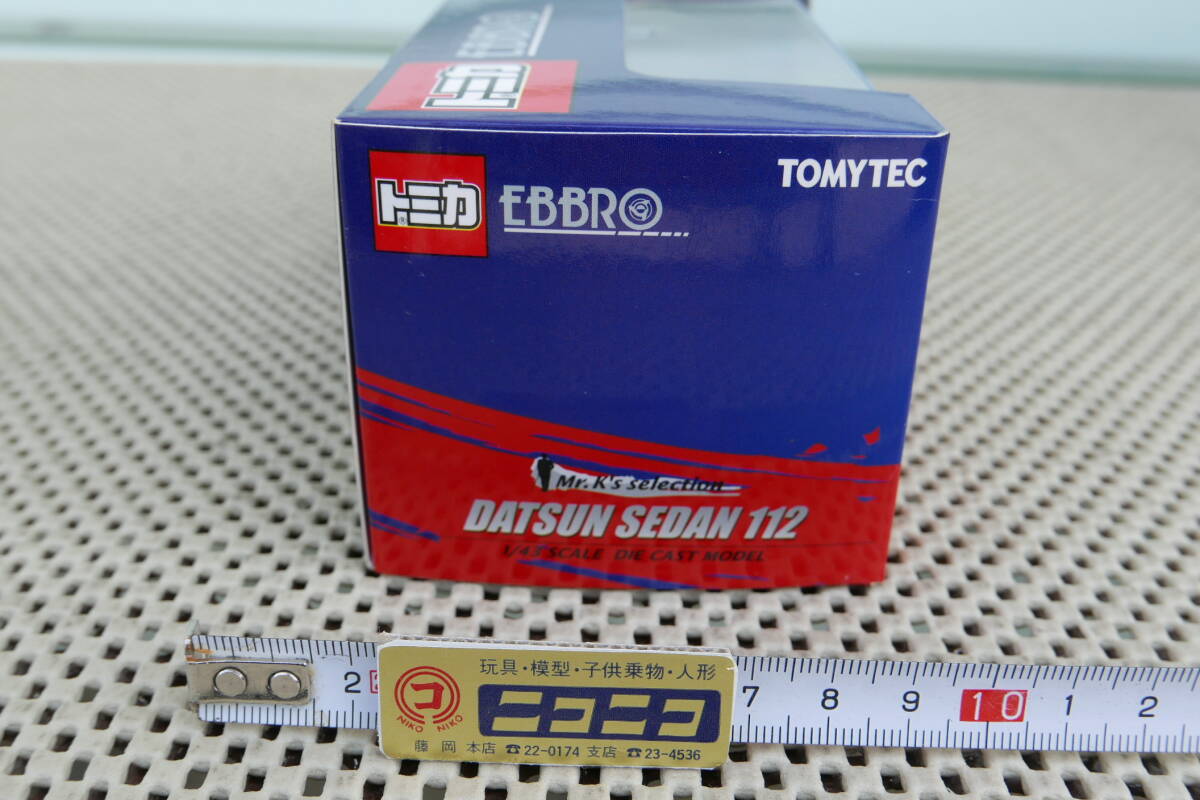 EBBRO
トミカ
トミカ EBBRO
TOMYTEC
Mr.K's selection
DATSUN SEDAN 112
1/43 SCALE DIE CAST MODEL
2 7 8 9 10 1 2
玩具・模型・子供乗物・人形
コ ニコニコ
NIKO NIKO
藤岡 本店 ☎22-0174 支店 ☎23-4536